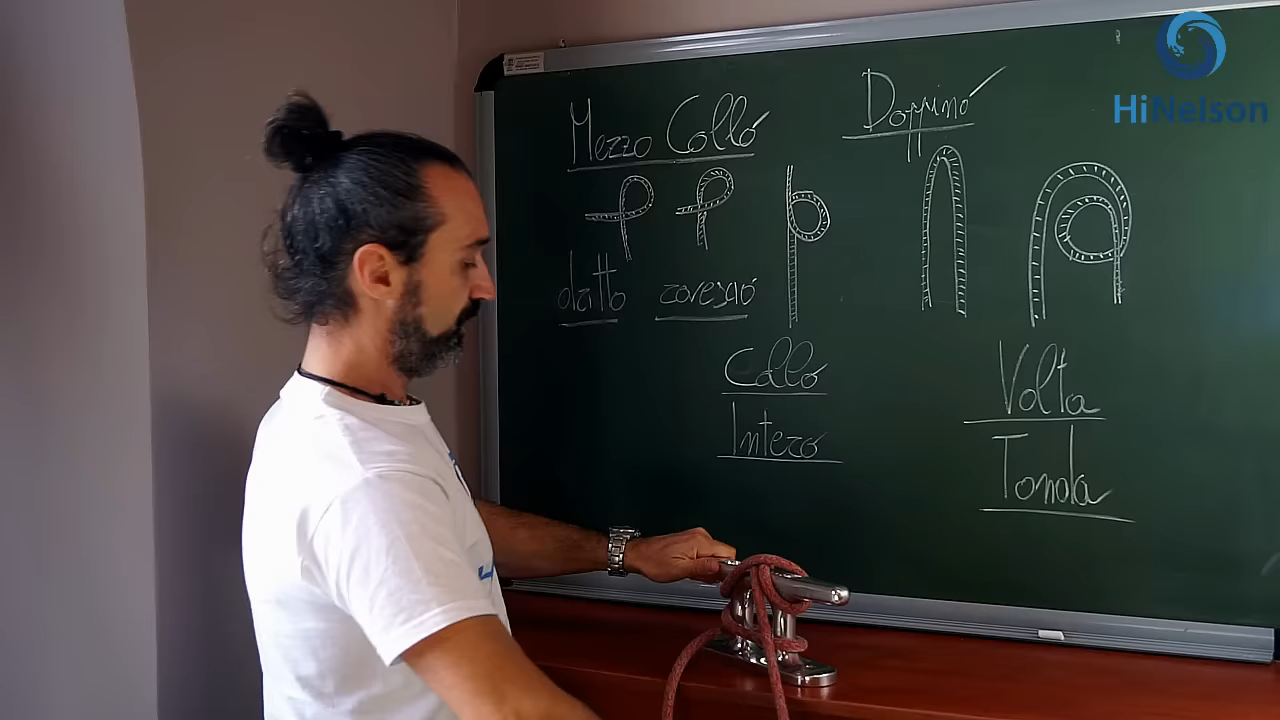 HiNelson
Mezzo Collo
Doppino
dritto
rovescio
Collo
Intero
Volta
Tonda